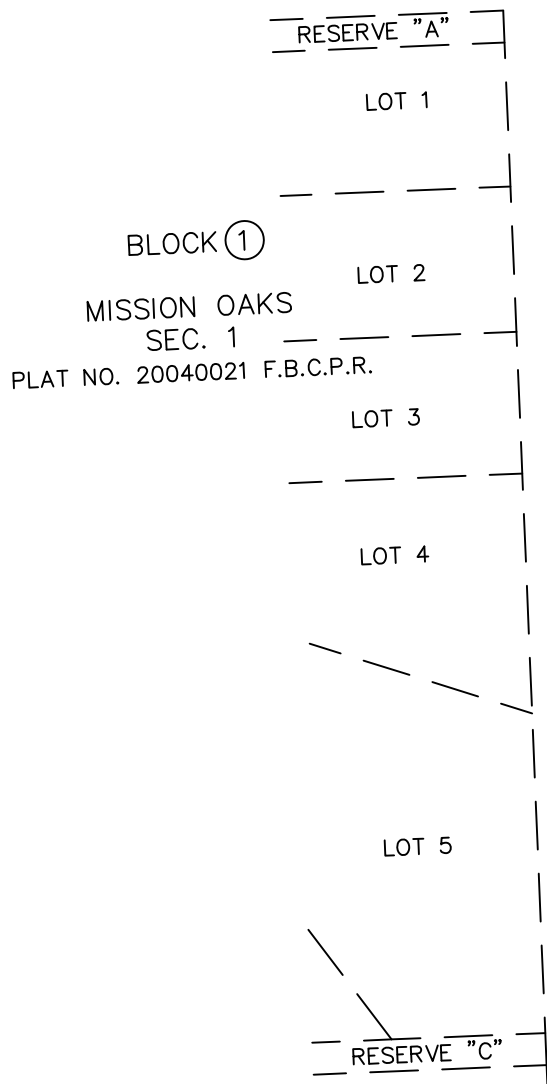 RESERVE "A"
LOT 1
BLOCK 1
LOT 2
MISSION OAKS
SEC. 1
PLAT NO. 20040021 F.B.C.P.R.
LOT 3
LOT 4
LOT 5
RESERVE "C"